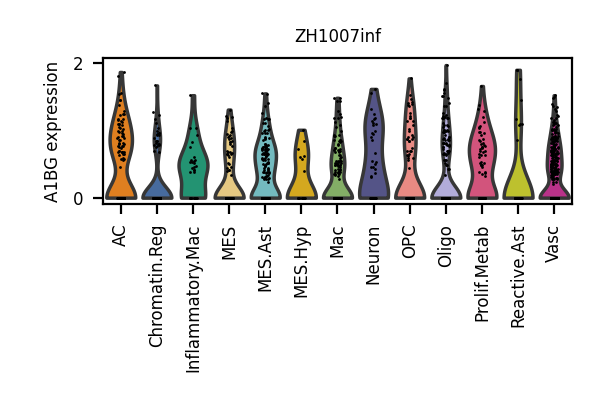 ZH1007inf
A1BG expression
2
0
AC
Chromatin.Reg
Inflammatory.Mac
MES
MES.Ast
MES.Hyp
Mac
Neuron
OPC
Oligo
Prolif.Metab
Reactive.Ast
Vasc